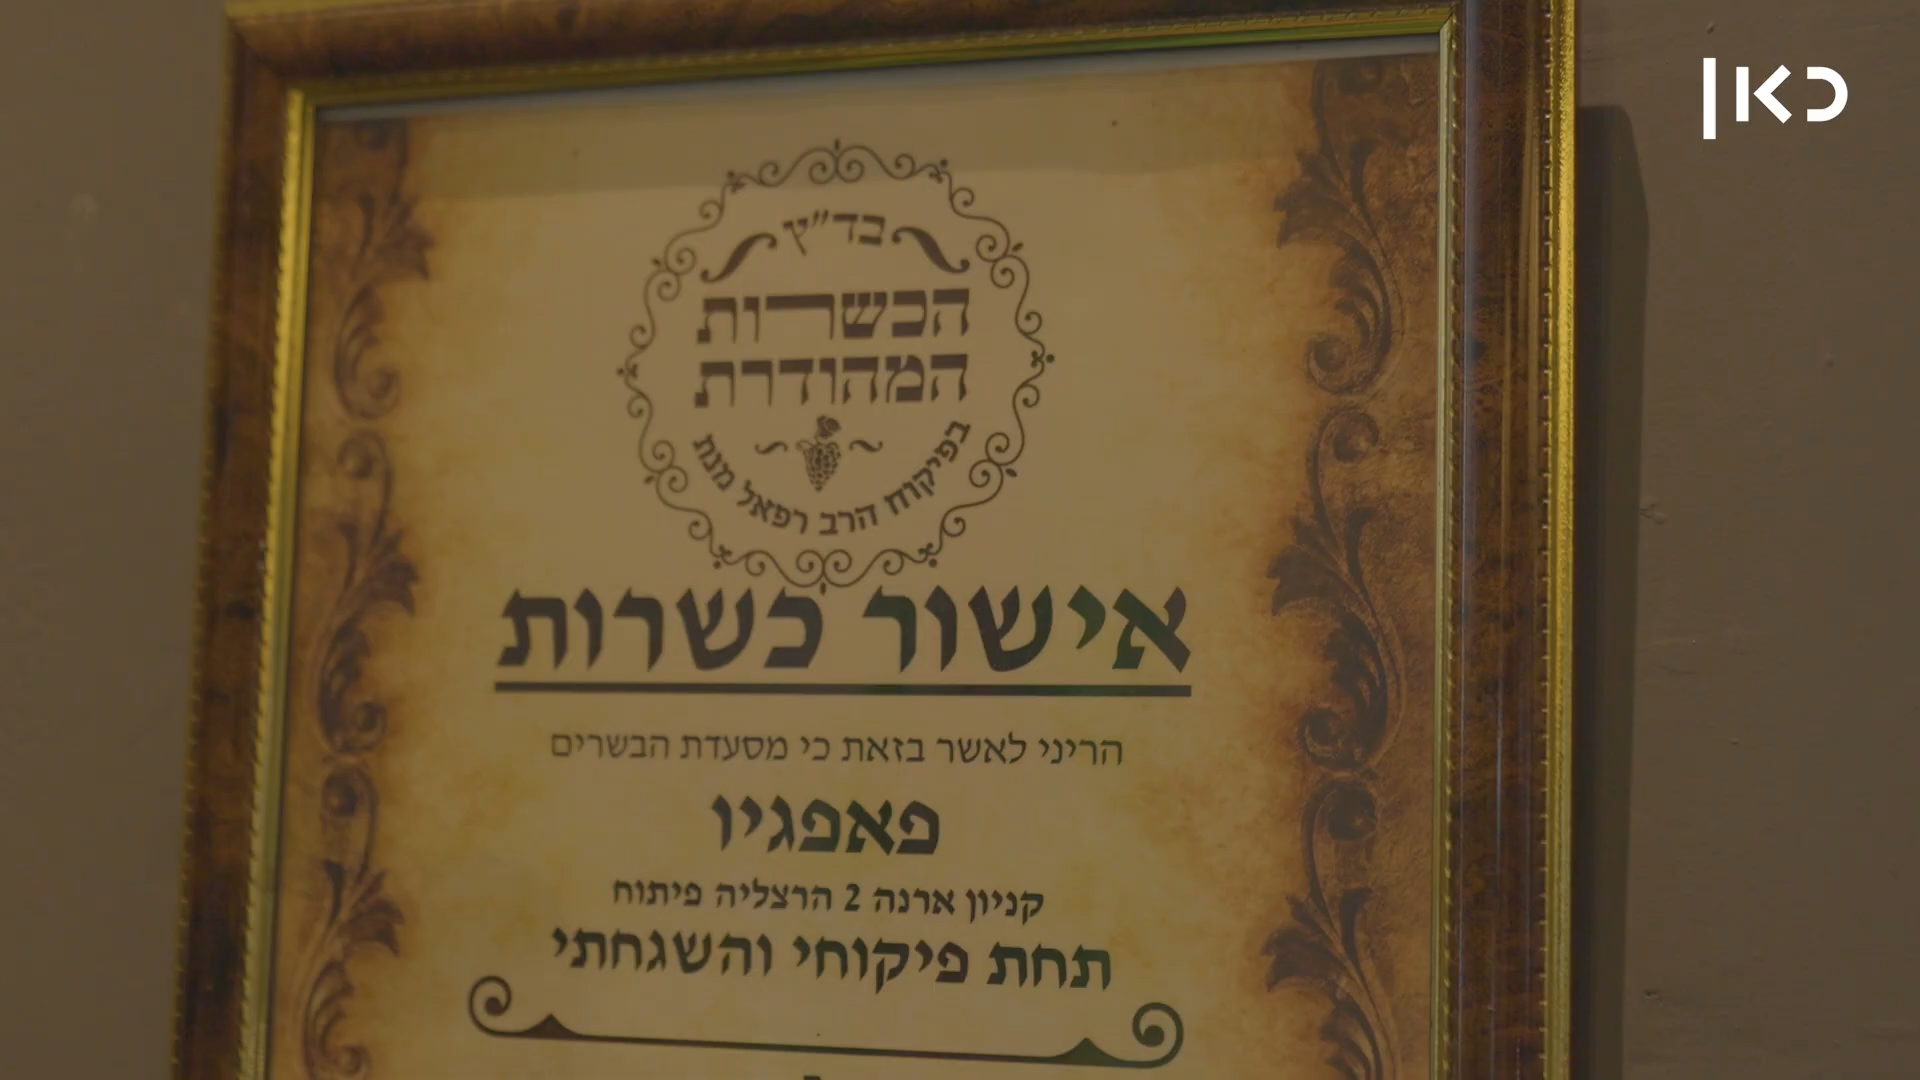 כאן
בד״ץ
הכשרות
המהודרת
בפיקוח הרב רפאל מנת
אישור כשרות
הריני לאשר בזאת כי מסעדת הבשרים
פאפגיו
קניון ארנה 2 הרצליה פיתוח
תחת פיקוחי והשגחתי